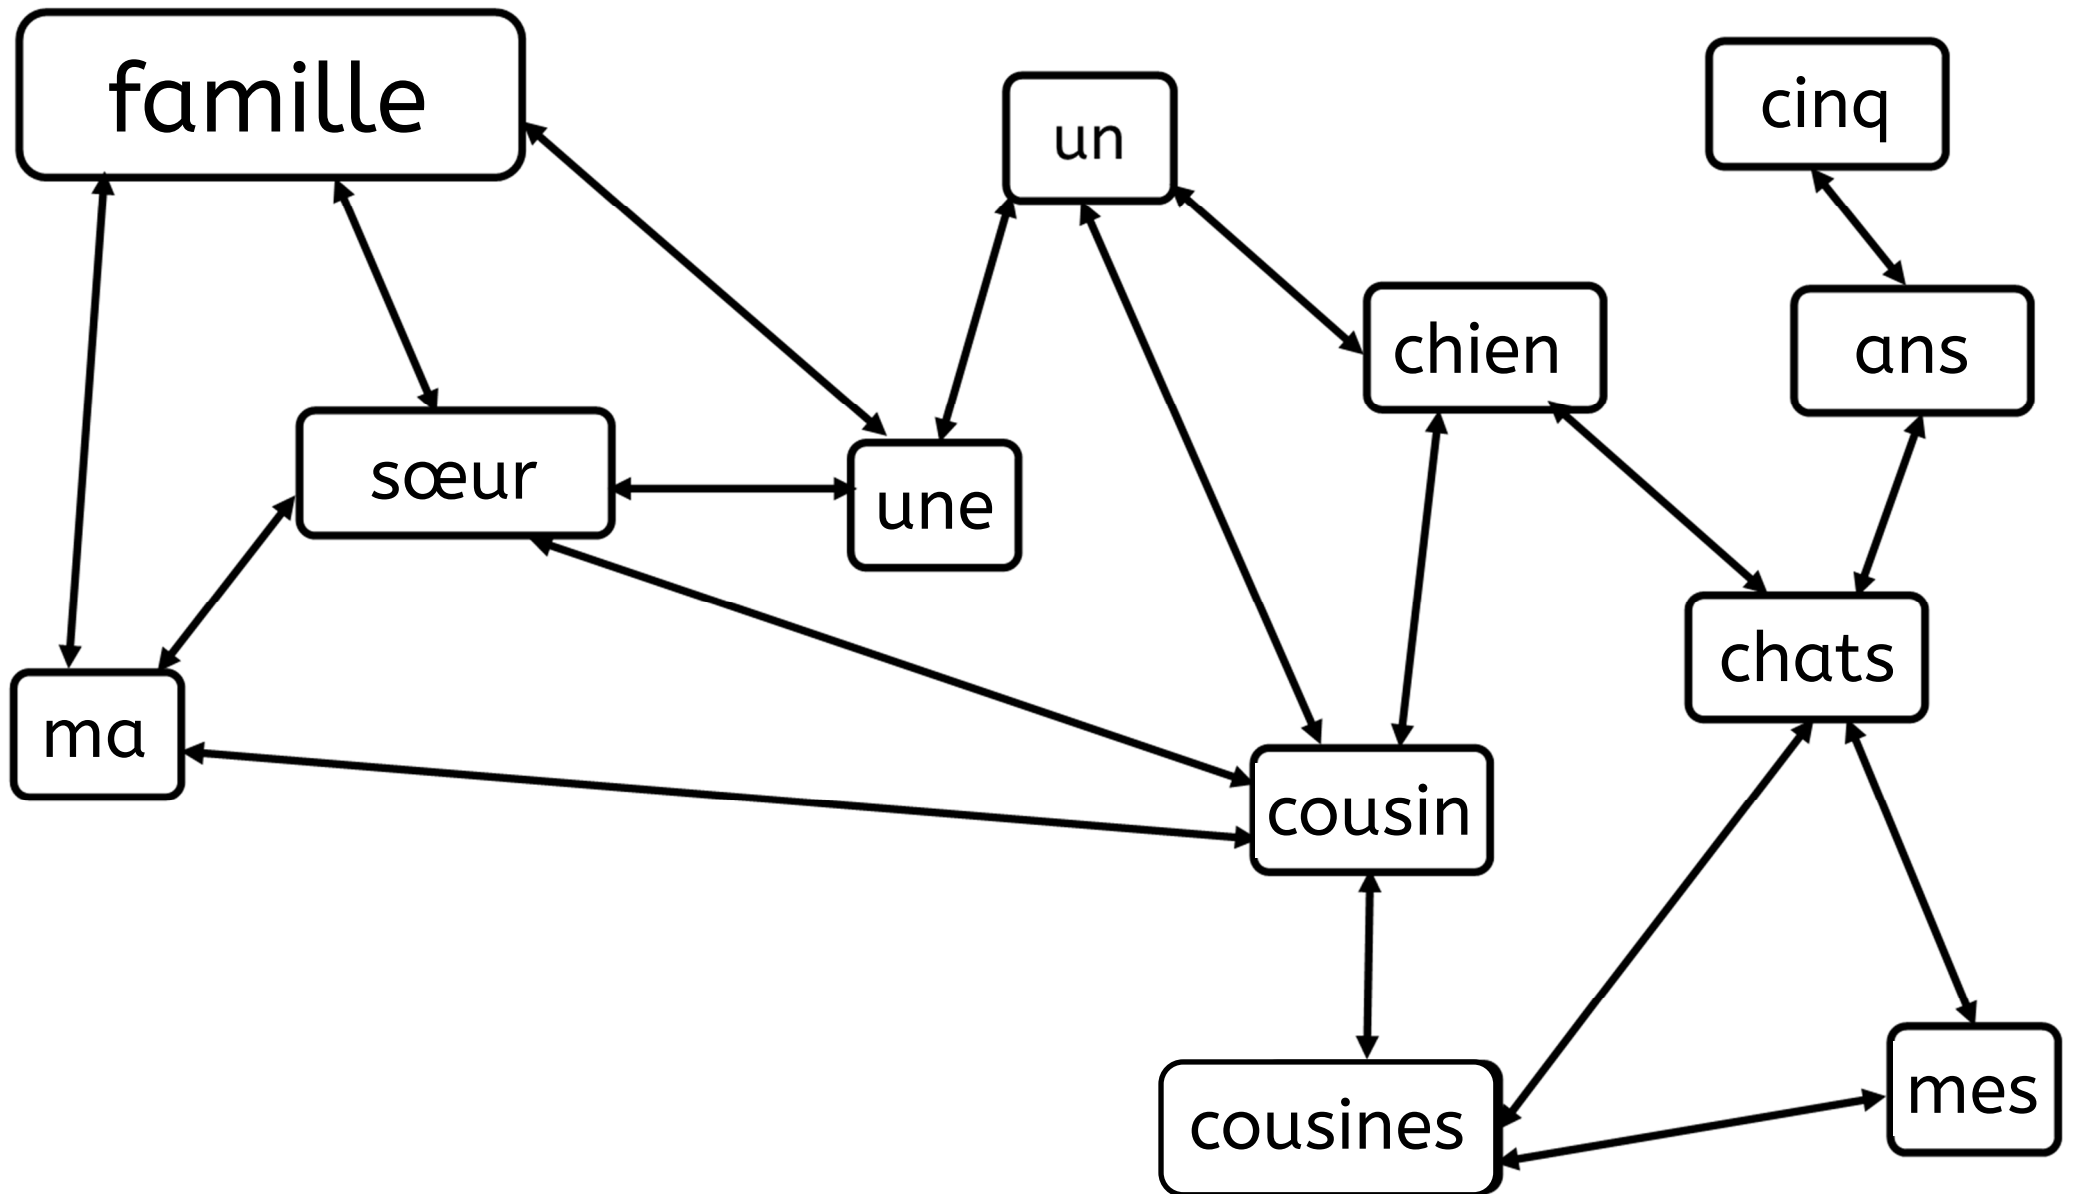 famille
un
cinq
chien
ans
sœur
une
chats
ma
cousin
mes
cousines